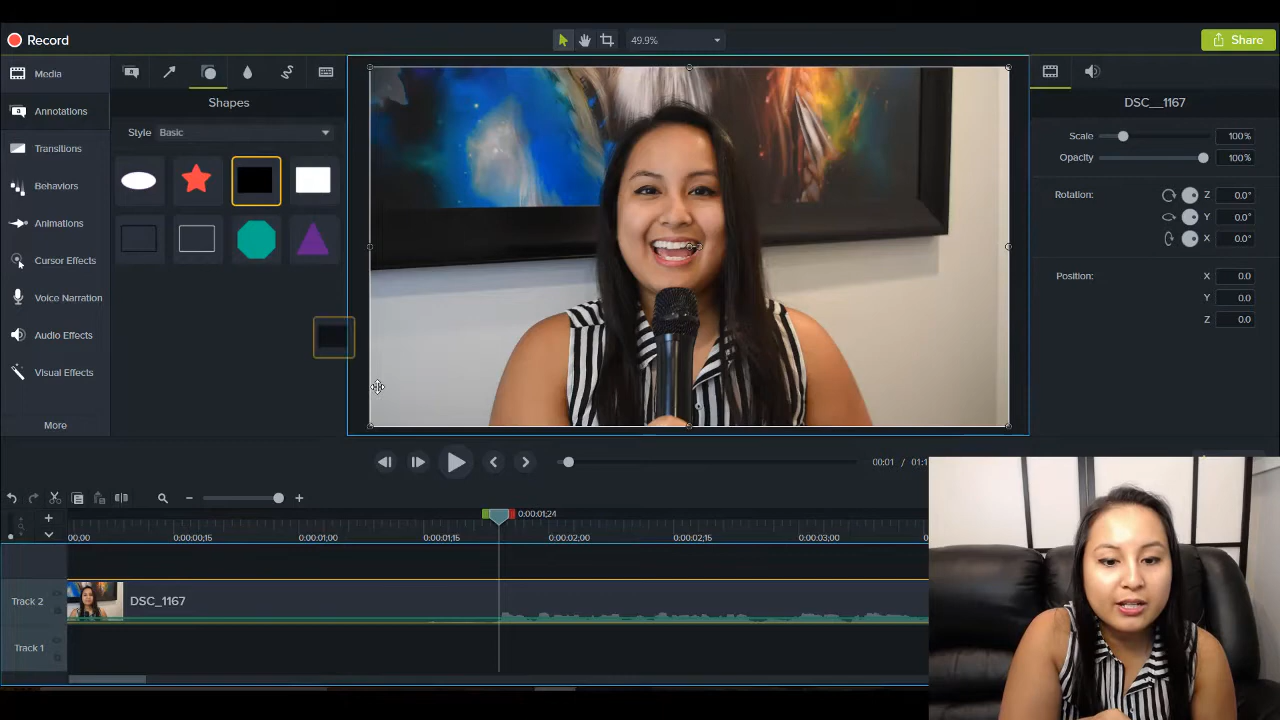 Record
49.9%
Share
Media
Annotations
Transitions
Behaviors
Animations
Cursor Effects
Voice Narration
Audio Effects
Visual Effects
More
Shapes
Style Basic
DSC__1167
Scale 100%
Opacity 100%
Rotation: Z 0.0°
Y 0.0°
X 0.0°
Position: X 0.0
Y 0.0
Z 0.0
00:01 / 01:1
0:00:01;24
00;00 0:00:00;15 0:00:01;00 0:00:01;15 0:00:02;00 0:00:02;15 0:00:03;00
Track 2 DSC_1167
Track 1